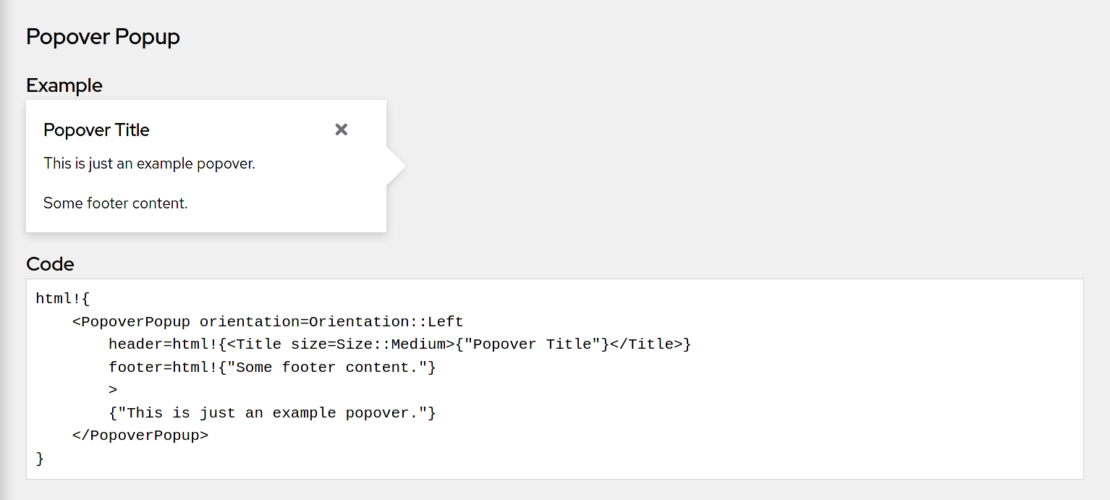 Popover Popup
Example
Popover Title
This is just an example popover.
Some footer content.
Code
html!{
    <PopoverPopup orientation=Orientation::Left
        header=html!{<Title size=Size::Medium>{"Popover Title"}</Title>}
        footer=html!{"Some footer content."}
        >
        {"This is just an example popover."}
    </PopoverPopup>
}